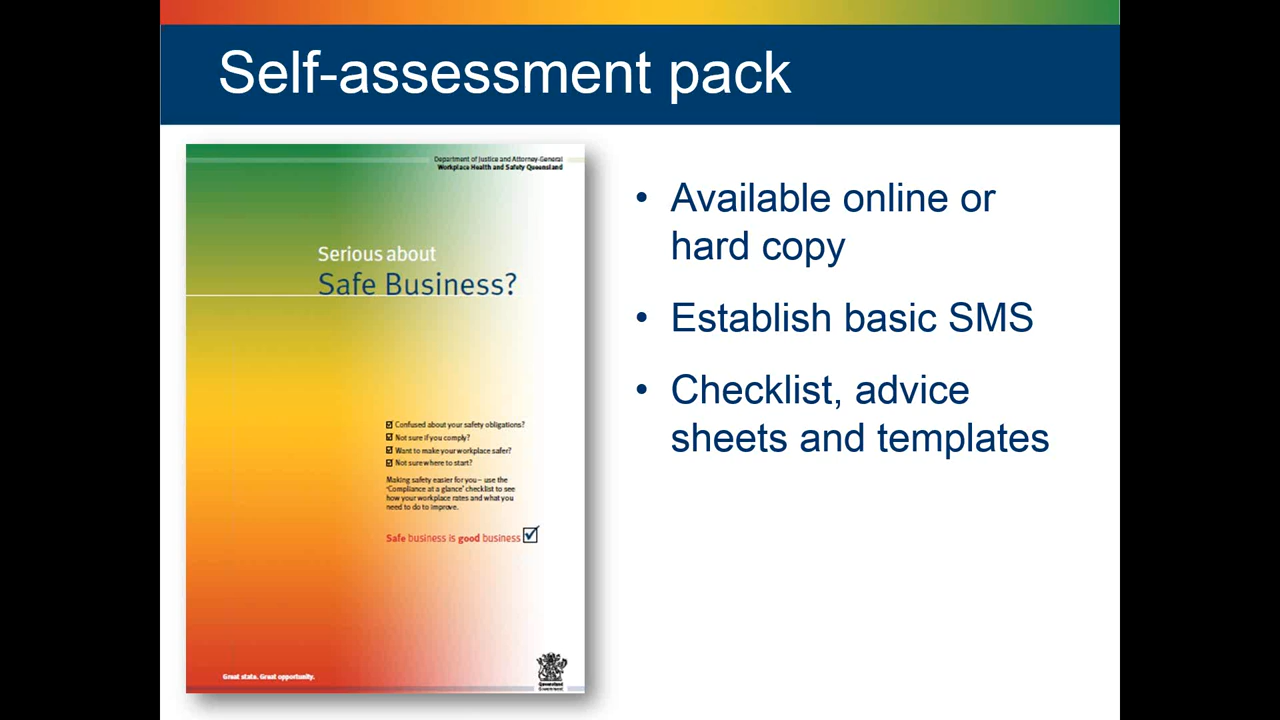 Self-assessment pack
Department of Justice and Attorney-General
Workplace Health and Safety Queensland
Serious about
Safe Business?
Confused about your safety obligations?
Not sure if you comply?
Want to make your workplace safer?
Not sure where to start?
Making safety easier for you – use the
‘Compliance at a glance’ checklist to see
how your workplace rates and what you
need to do to improve.
Safe business is good business
Great state. Great opportunity.
Queensland
Government
• Available online or
hard copy
• Establish basic SMS
• Checklist, advice
sheets and templates